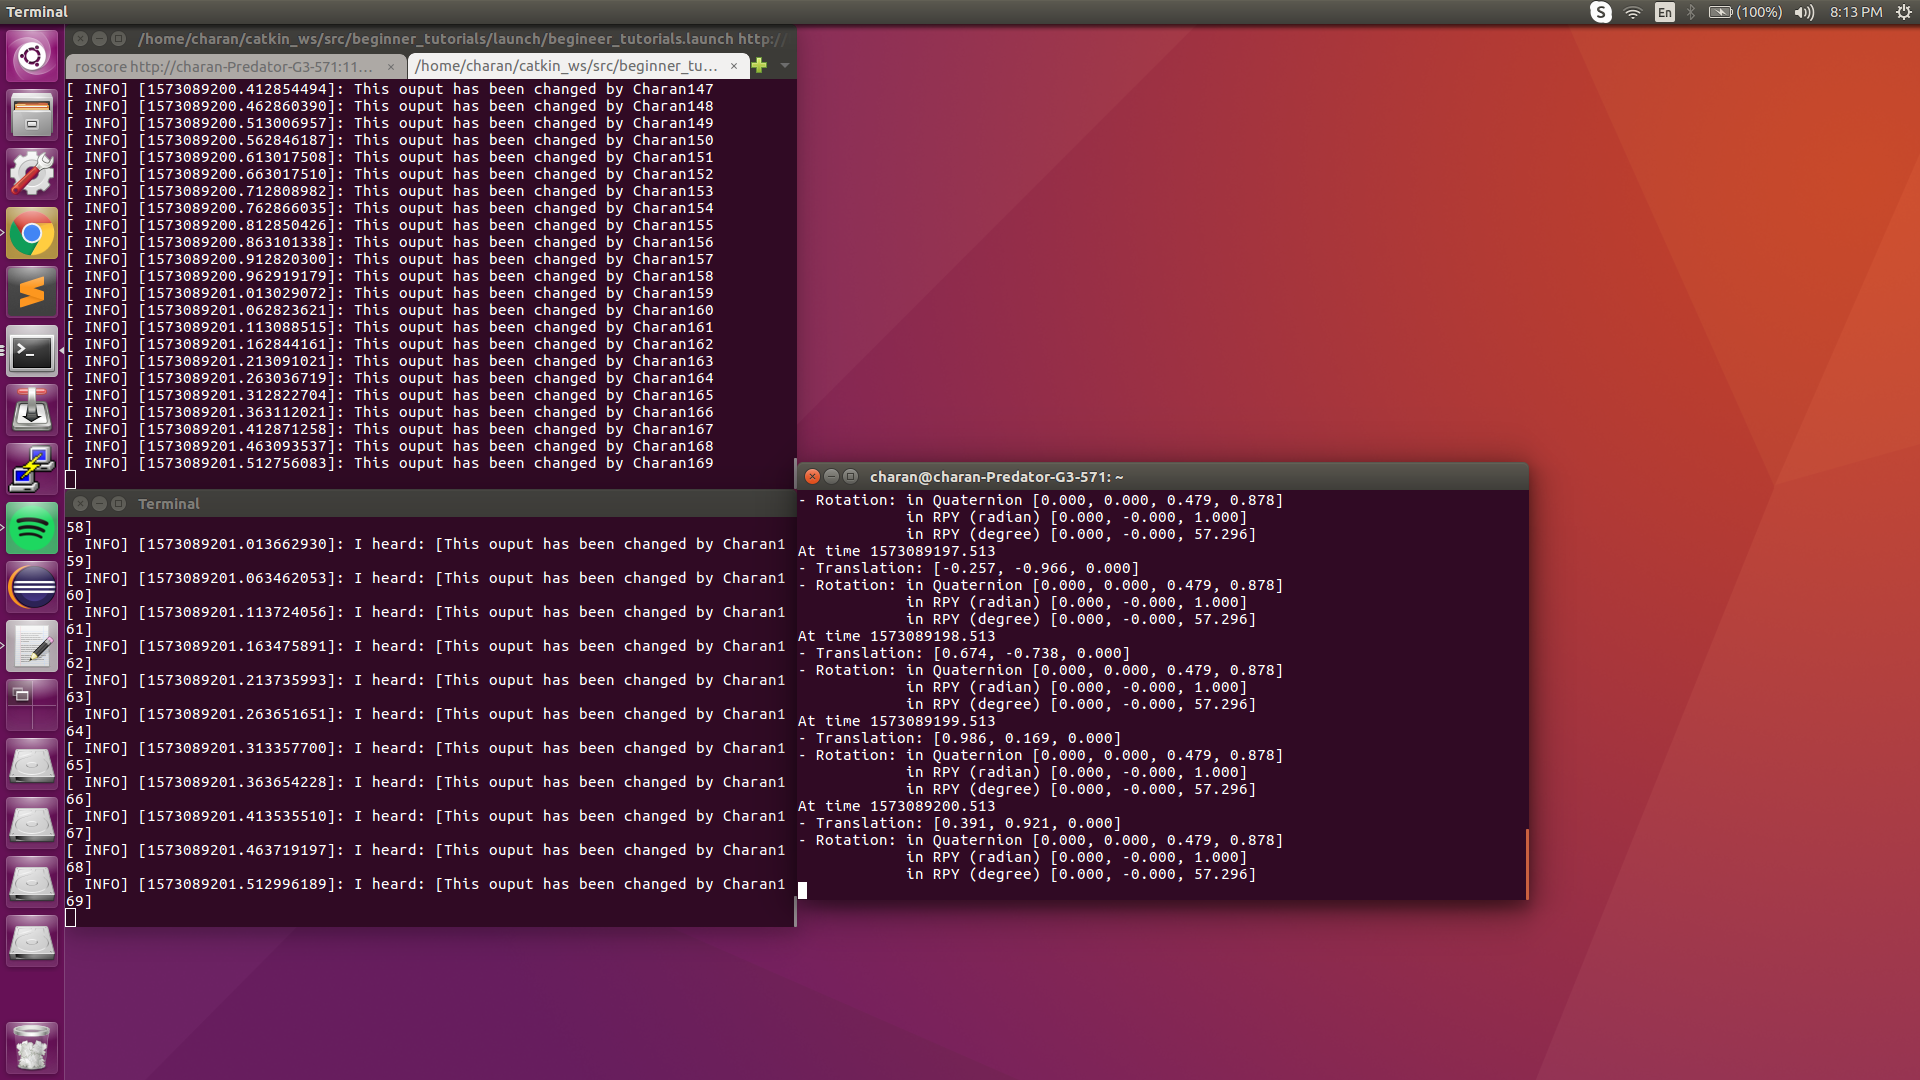 Terminal
S
En
(100%)
8:13 PM
/home/charan/catkin_ws/src/beginner_tutorials/launch/begineer_tutorials.launch http://
roscore http://charan-Predator-G3-571:11...
/home/charan/catkin_ws/src/beginner_tu...
[ INFO] [1573089200.412854494]: This ouput has been changed by Charan147
[ INFO] [1573089200.462860390]: This ouput has been changed by Charan148
[ INFO] [1573089200.513006957]: This ouput has been changed by Charan149
[ INFO] [1573089200.562846187]: This ouput has been changed by Charan150
[ INFO] [1573089200.613017508]: This ouput has been changed by Charan151
[ INFO] [1573089200.663017510]: This ouput has been changed by Charan152
[ INFO] [1573089200.712808982]: This ouput has been changed by Charan153
[ INFO] [1573089200.762866035]: This ouput has been changed by Charan154
[ INFO] [1573089200.812850426]: This ouput has been changed by Charan155
[ INFO] [1573089200.863101338]: This ouput has been changed by Charan156
[ INFO] [1573089200.912820300]: This ouput has been changed by Charan157
[ INFO] [1573089200.962919179]: This ouput has been changed by Charan158
[ INFO] [1573089201.013029072]: This ouput has been changed by Charan159
[ INFO] [1573089201.062823621]: This ouput has been changed by Charan160
[ INFO] [1573089201.113088515]: This ouput has been changed by Charan161
[ INFO] [1573089201.162844161]: This ouput has been changed by Charan162
[ INFO] [1573089201.213091021]: This ouput has been changed by Charan163
[ INFO] [1573089201.263036719]: This ouput has been changed by Charan164
[ INFO] [1573089201.312822704]: This ouput has been changed by Charan165
[ INFO] [1573089201.363112021]: This ouput has been changed by Charan166
[ INFO] [1573089201.412871258]: This ouput has been changed by Charan167
[ INFO] [1573089201.463093537]: This ouput has been changed by Charan168
[ INFO] [1573089201.512756083]: This ouput has been changed by Charan169
Terminal
58]
[ INFO] [1573089201.013662930]: I heard: [This ouput has been changed by Charan1
59]
[ INFO] [1573089201.063462053]: I heard: [This ouput has been changed by Charan1
60]
[ INFO] [1573089201.113724056]: I heard: [This ouput has been changed by Charan1
61]
[ INFO] [1573089201.163475891]: I heard: [This ouput has been changed by Charan1
62]
[ INFO] [1573089201.213735993]: I heard: [This ouput has been changed by Charan1
63]
[ INFO] [1573089201.263651651]: I heard: [This ouput has been changed by Charan1
64]
[ INFO] [1573089201.313357700]: I heard: [This ouput has been changed by Charan1
65]
[ INFO] [1573089201.363654228]: I heard: [This ouput has been changed by Charan1
66]
[ INFO] [1573089201.413535510]: I heard: [This ouput has been changed by Charan1
67]
[ INFO] [1573089201.463719197]: I heard: [This ouput has been changed by Charan1
68]
[ INFO] [1573089201.512996189]: I heard: [This ouput has been changed by Charan1
69]
charan@charan-Predator-G3-571: ~
- Rotation: in Quaternion [0.000, 0.000, 0.479, 0.878]
in RPY (radian) [0.000, -0.000, 1.000]
in RPY (degree) [0.000, -0.000, 57.296]
At time 1573089197.513
- Translation: [-0.257, -0.966, 0.000]
- Rotation: in Quaternion [0.000, 0.000, 0.479, 0.878]
in RPY (radian) [0.000, -0.000, 1.000]
in RPY (degree) [0.000, -0.000, 57.296]
At time 1573089198.513
- Translation: [0.674, -0.738, 0.000]
- Rotation: in Quaternion [0.000, 0.000, 0.479, 0.878]
in RPY (radian) [0.000, -0.000, 1.000]
in RPY (degree) [0.000, -0.000, 57.296]
At time 1573089199.513
- Translation: [0.986, 0.169, 0.000]
- Rotation: in Quaternion [0.000, 0.000, 0.479, 0.878]
in RPY (radian) [0.000, -0.000, 1.000]
in RPY (degree) [0.000, -0.000, 57.296]
At time 1573089200.513
- Translation: [0.391, 0.921, 0.000]
- Rotation: in Quaternion [0.000, 0.000, 0.479, 0.878]
in RPY (radian) [0.000, -0.000, 1.000]
in RPY (degree) [0.000, -0.000, 57.296]